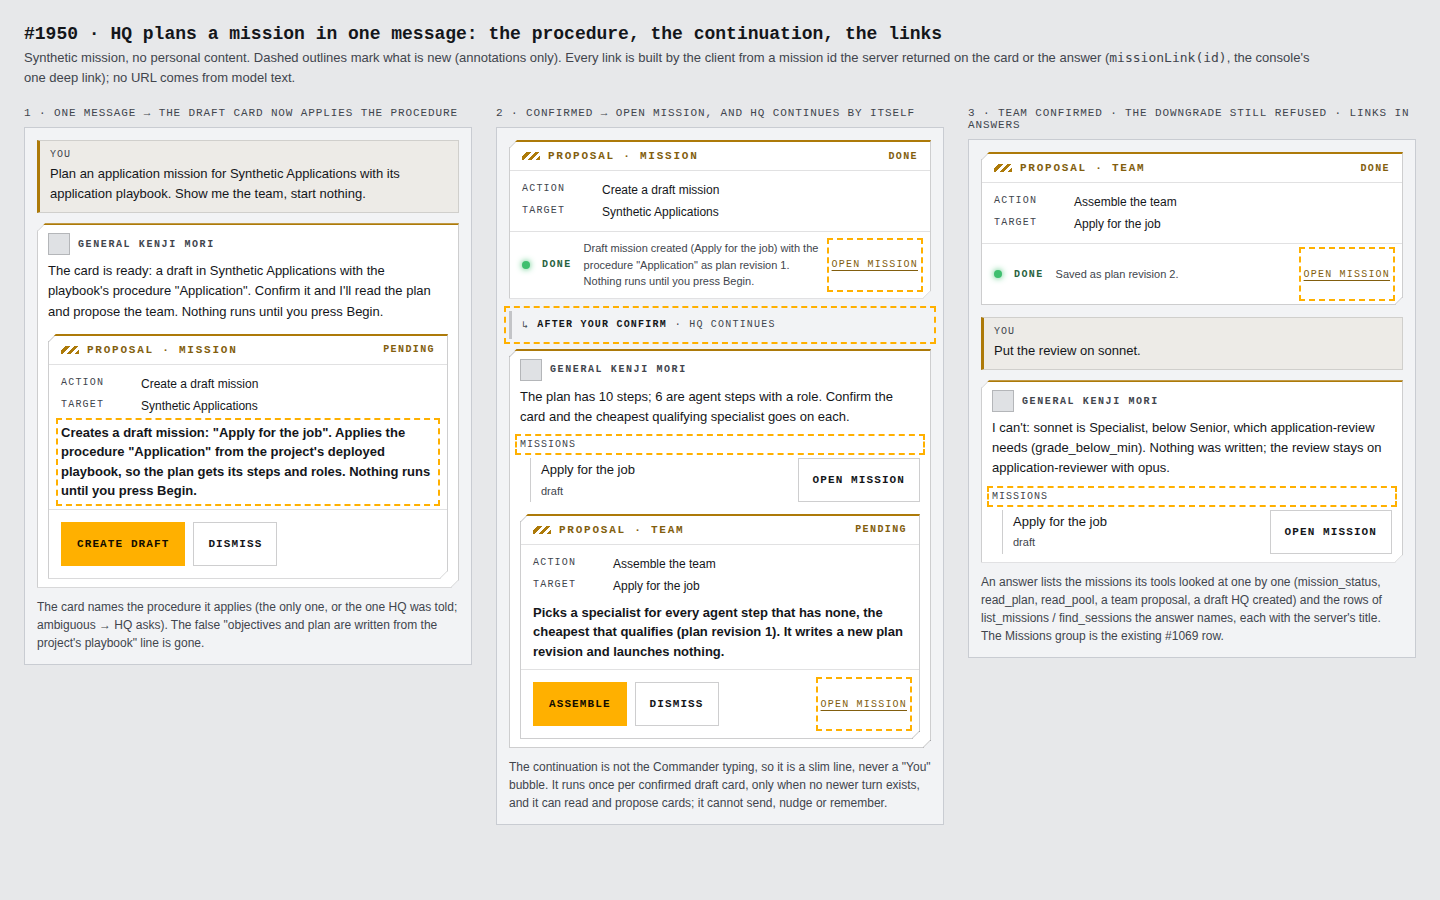 #1950 · HQ plans a mission in one message: the procedure, the continuation, the links
Synthetic mission, no personal content. Dashed outlines mark what is new (annotations only). Every link is built by the client from a mission id the server returned on the card or the answer (missionLink(id), the console's
one deep link); no URL comes from model text.
1 · ONE MESSAGE → THE DRAFT CARD NOW APPLIES THE PROCEDURE
YOU
Plan an application mission for Synthetic Applications with its
application playbook. Show me the team, start nothing.
GENERAL KENJI MORI
The card is ready: a draft in Synthetic Applications with the
playbook's procedure "Application". Confirm it and I'll read the plan
and propose the team. Nothing runs until you press Begin.
PROPOSAL · MISSION
PENDING
ACTION
Create a draft mission
TARGET
Synthetic Applications
Creates a draft mission: "Apply for the job". Applies the
procedure "Application" from the project's deployed
playbook, so the plan gets its steps and roles. Nothing runs
until you press Begin.
CREATE DRAFT
DISMISS
The card names the procedure it applies (the only one, or the one HQ was told;
ambiguous → HQ asks). The false "objectives and plan are written from the
project's playbook" line is gone.
2 · CONFIRMED → OPEN MISSION, AND HQ CONTINUES BY ITSELF
PROPOSAL · MISSION
DONE
ACTION
Create a draft mission
TARGET
Synthetic Applications
DONE
Draft mission created (Apply for the job) with the
procedure "Application" as plan revision 1.
Nothing runs until you press Begin.
OPEN MISSION
↳ AFTER YOUR CONFIRM · HQ CONTINUES
GENERAL KENJI MORI
The plan has 10 steps; 6 are agent steps with a role. Confirm the
card and the cheapest qualifying specialist goes on each.
MISSIONS
Apply for the job
draft
OPEN MISSION
PROPOSAL · TEAM
PENDING
ACTION
Assemble the team
TARGET
Apply for the job
Picks a specialist for every agent step that has none, the
cheapest that qualifies (plan revision 1). It writes a new plan
revision and launches nothing.
ASSEMBLE
DISMISS
OPEN MISSION
The continuation is not the Commander typing, so it is a slim line, never a "You"
bubble. It runs once per confirmed draft card, only when no newer turn exists,
and it can read and propose cards; it cannot send, nudge or remember.
3 · TEAM CONFIRMED · THE DOWNGRADE STILL REFUSED · LINKS IN
ANSWERS
PROPOSAL · TEAM
DONE
ACTION
Assemble the team
TARGET
Apply for the job
DONE
Saved as plan revision 2.
OPEN MISSION
YOU
Put the review on sonnet.
GENERAL KENJI MORI
I can't: sonnet is Specialist, below Senior, which application-review
needs (grade_below_min). Nothing was written; the review stays on
application-reviewer with opus.
MISSIONS
Apply for the job
draft
OPEN MISSION
An answer lists the missions its tools looked at one by one (mission_status,
read_plan, read_pool, a team proposal, a draft HQ created) and the rows of
list_missions / find_sessions the answer names, each with the server's title.
The Missions group is the existing #1069 row.